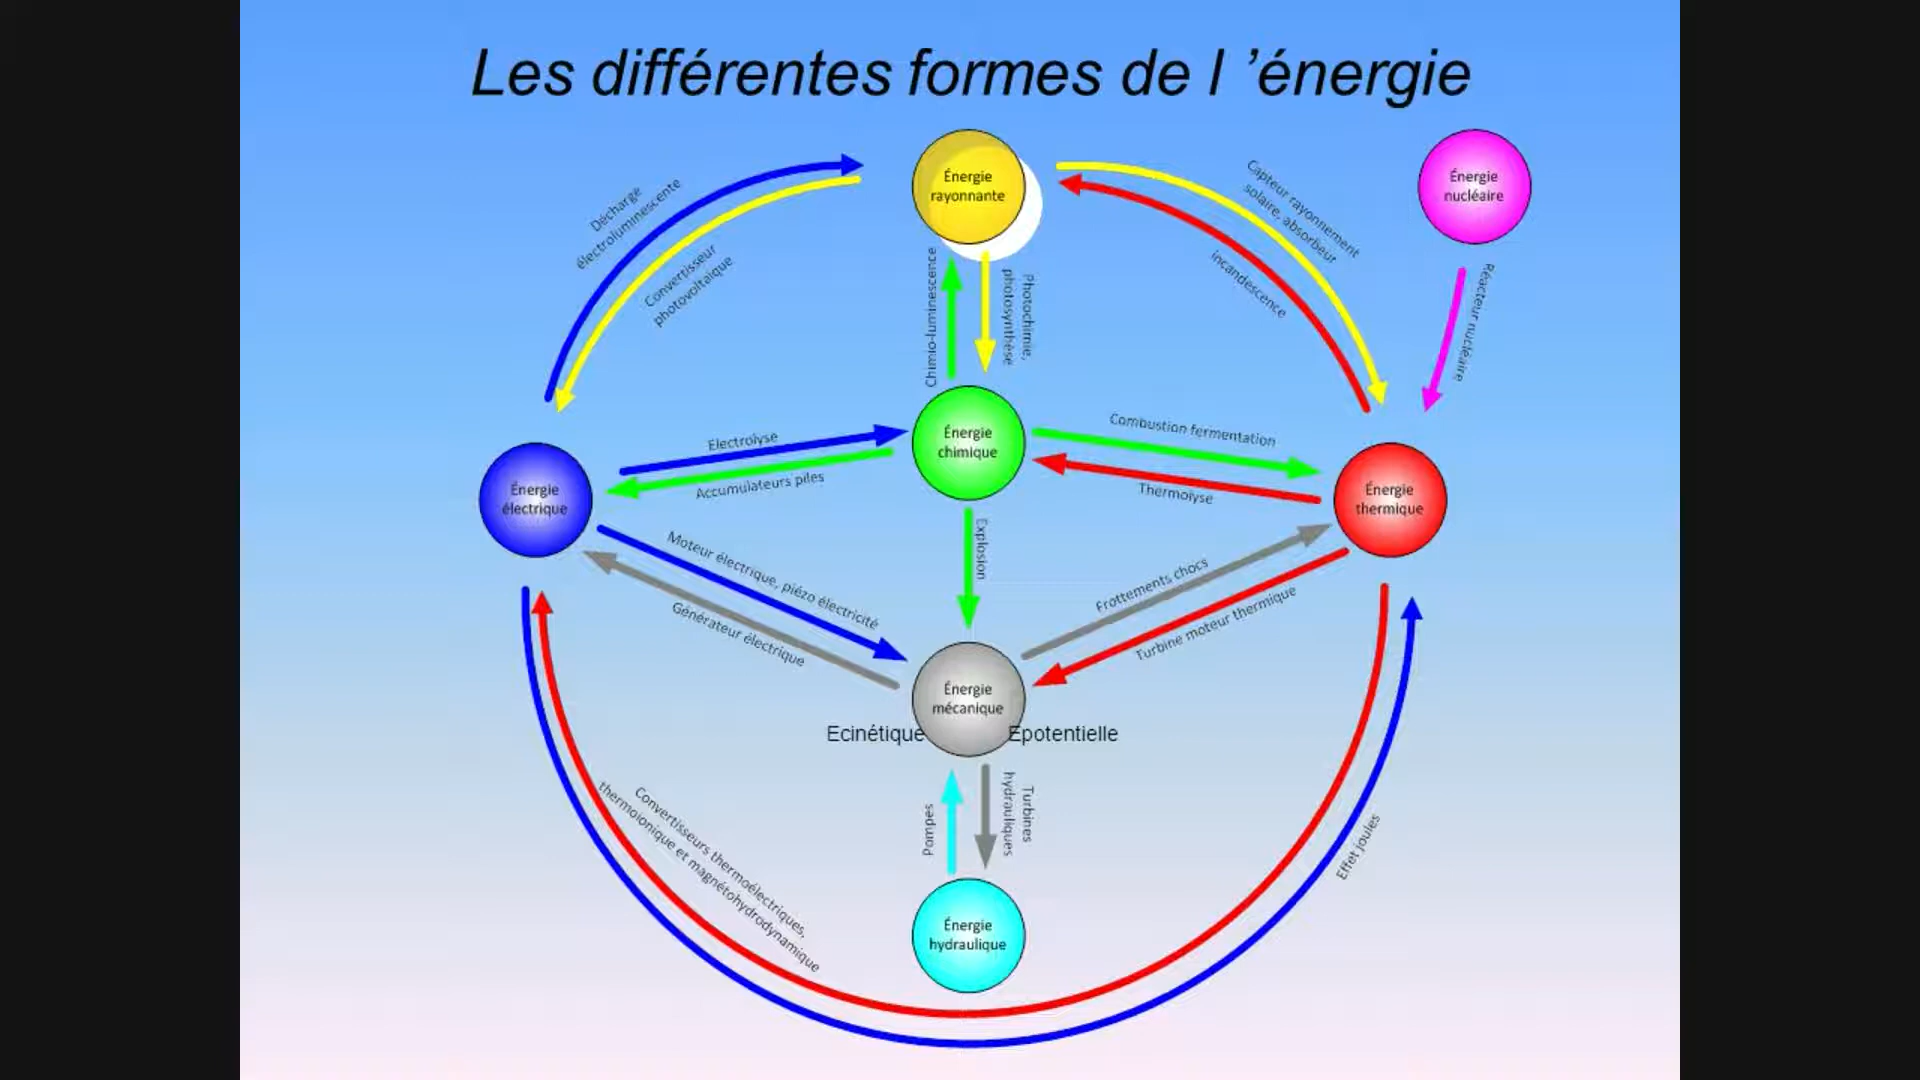 Les différentes formes de l ’énergie
Énergie
rayonnante
Énergie
nucléaire
Décharge
électroluminescente
Convertisseur
photovoltaïque
Capteur rayonnement
solaire, absorbeur
incandescence
Réacteur nucléaire
Chimio-luminescence
Photochimie,
photosynthèse
Énergie
chimique
Electrolyse
Accumulateurs piles
Combustion fermentation
Thermolyse
Énergie
électrique
Énergie
thermique
Moteur électrique, piézo électricité
Générateur électrique
Explosion
Frottements chocs
Turbine moteur thermique
Énergie
mécanique
Ecinétique
Epotentielle
Pompes
Turbines
hydrauliques
Convertisseurs thermoélectriques,
thermoionique et magnétohydrodynamique
Effet joules
Énergie
hydraulique